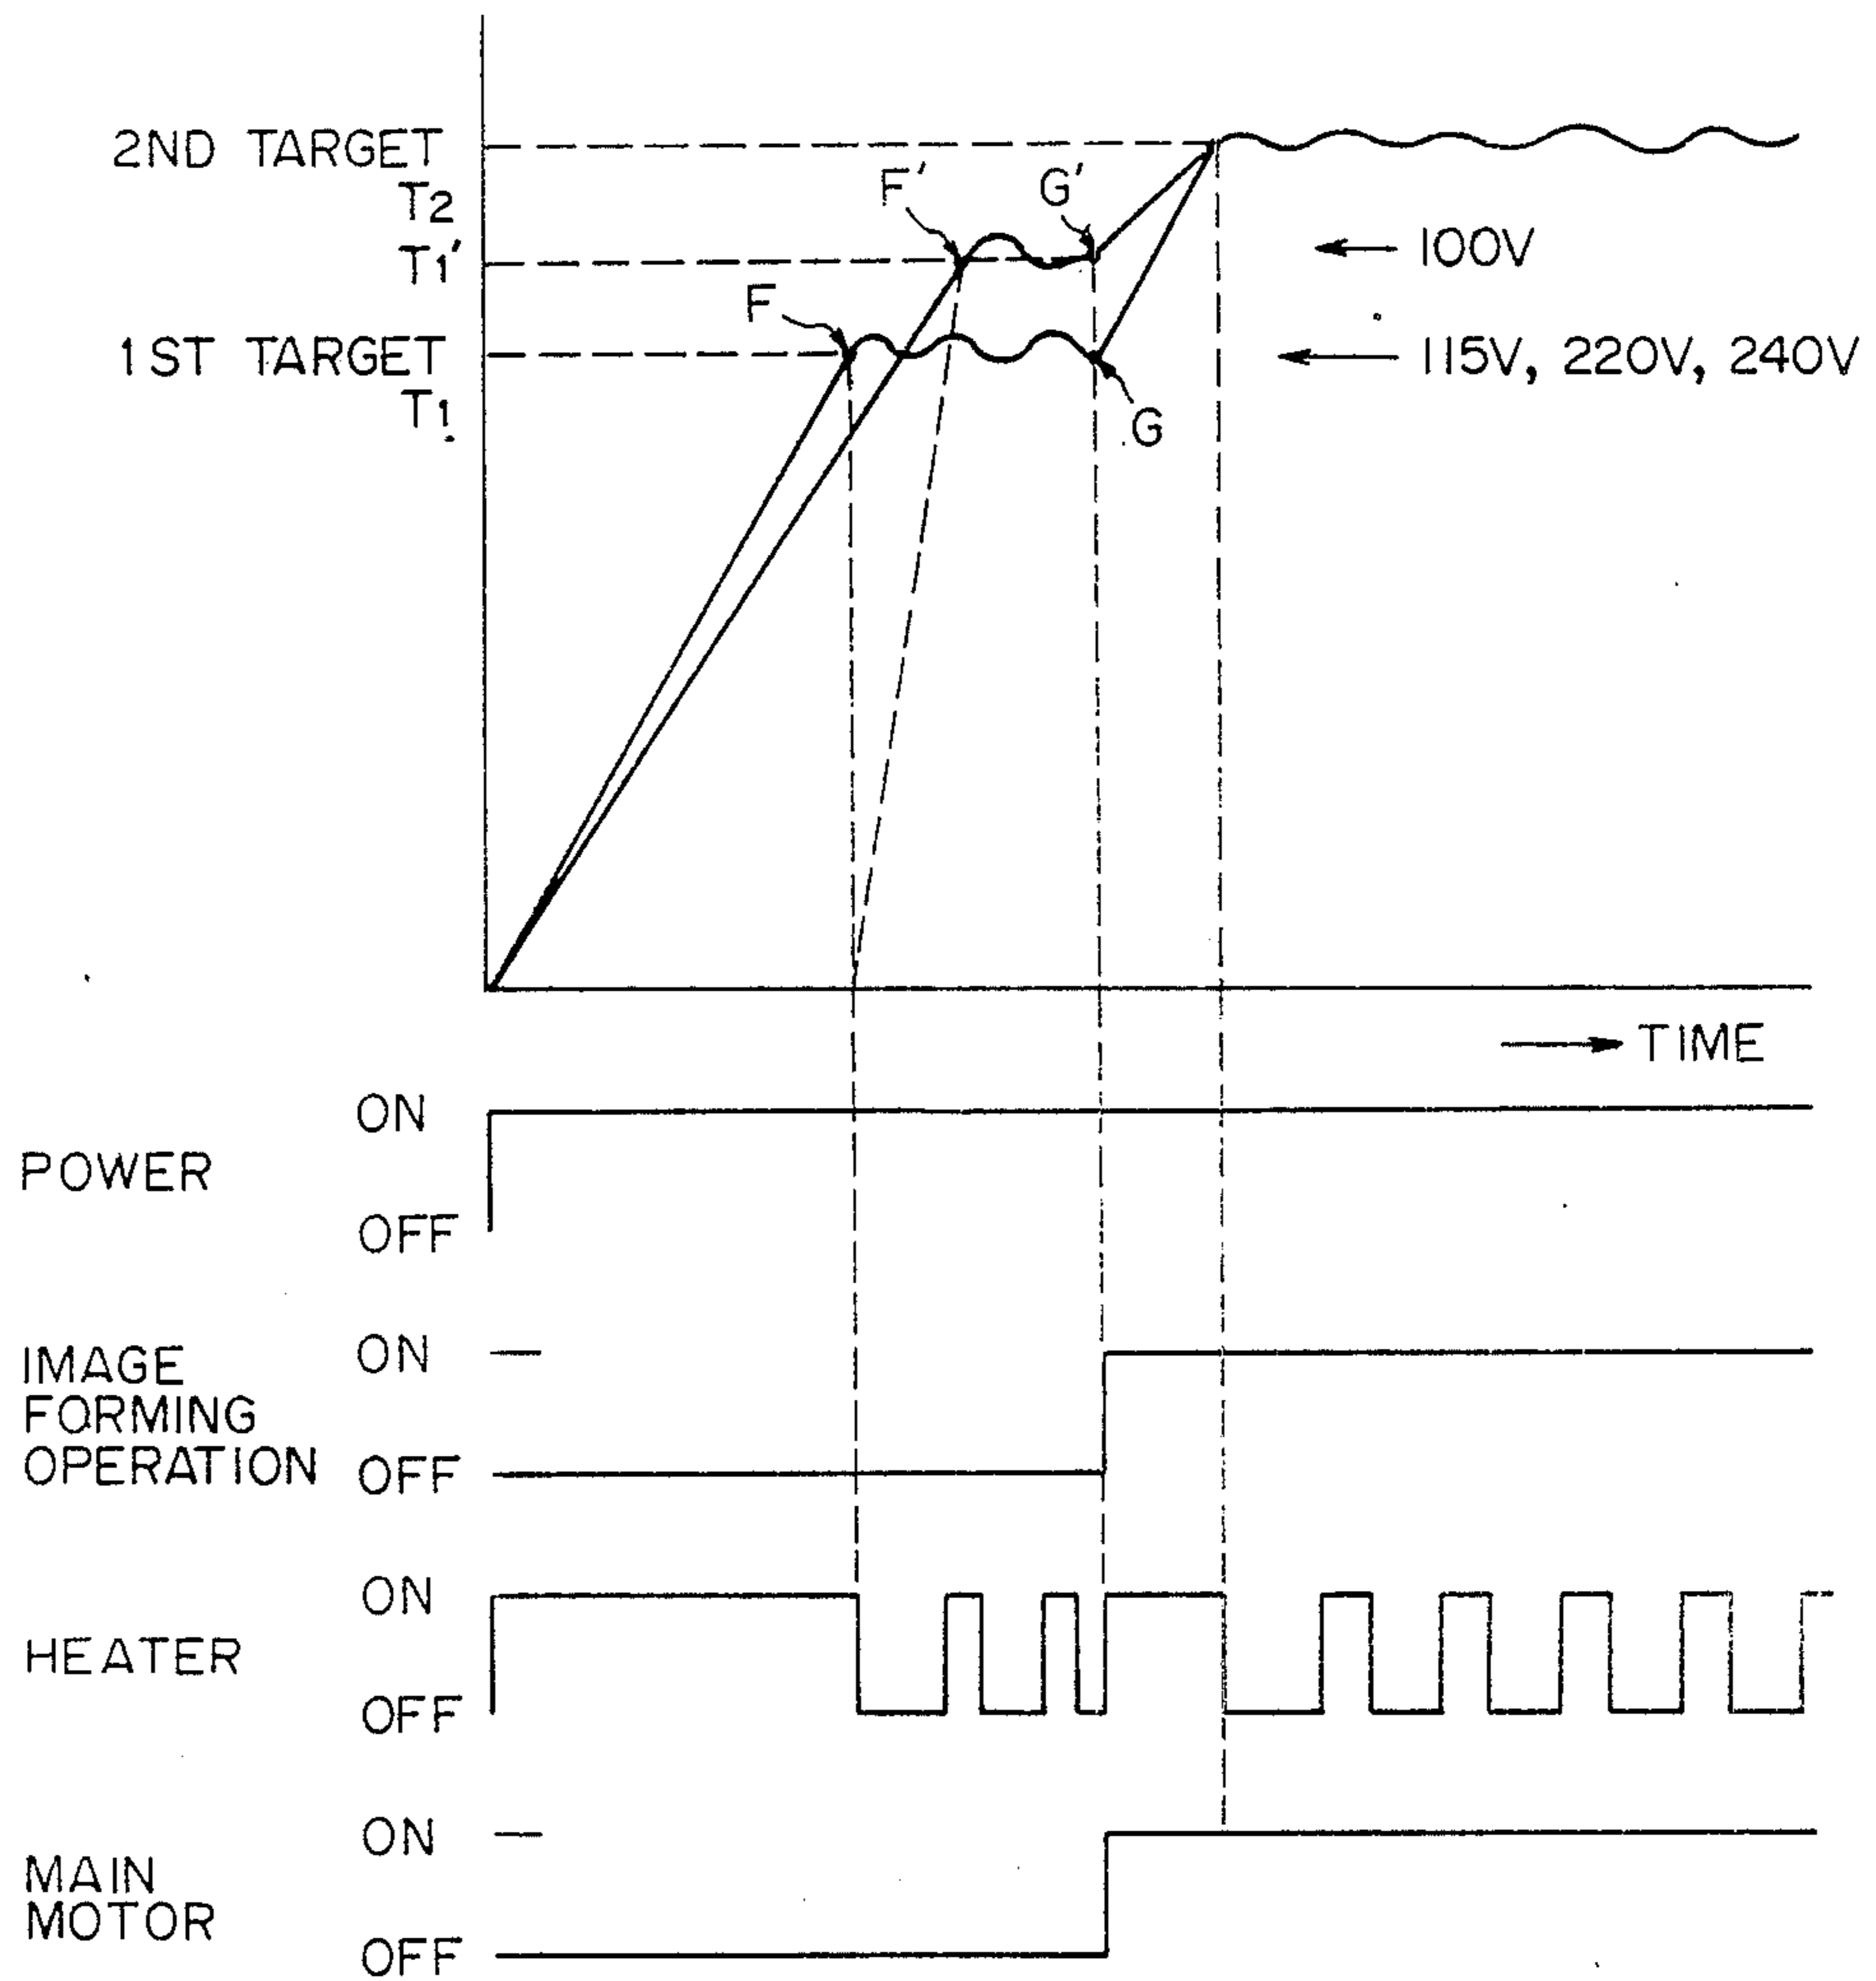 2ND TARGET
T2
F'
G'
T1'
← 100V
F
1ST TARGET
← 115V, 220V, 240V
T1
G
→ TIME
ON
POWER
OFF
ON
IMAGE
FORMING
OPERATION
OFF
ON
HEATER
OFF
ON
MAIN
MOTOR
OFF